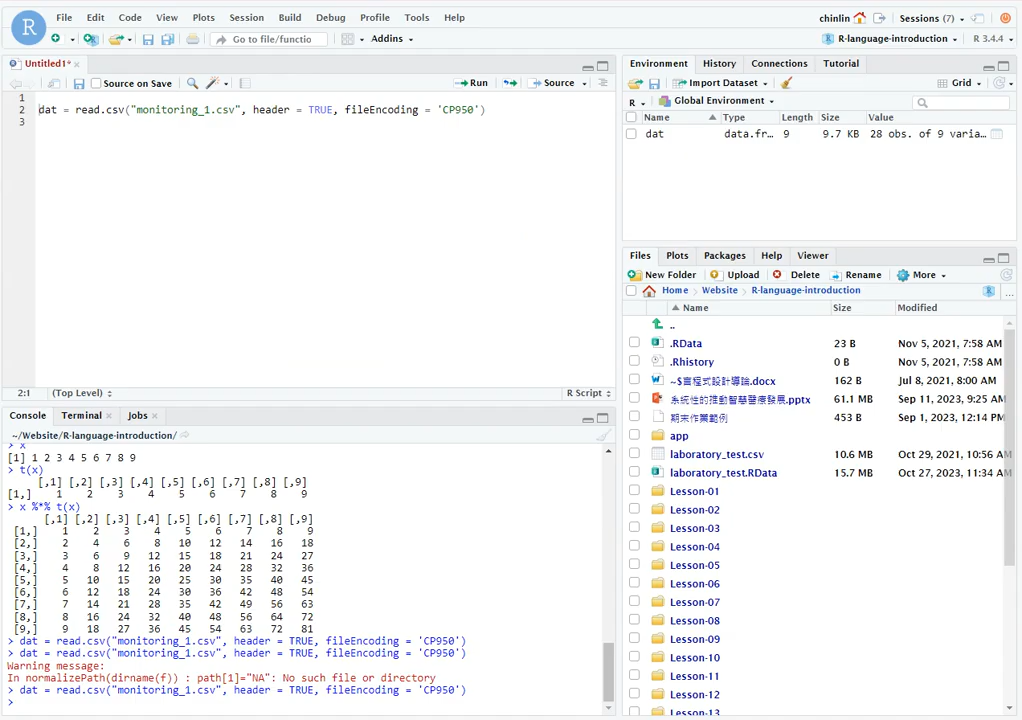 File Edit Code View Plots Session Build Debug Profile Tools Help
chinlin Sessions (7)
R
Go to file/functio Addins
R-language-introduction R 3.4.4
Untitled1*
Source on Save Run Source
1
2 dat = read.csv("monitoring_1.csv", header = TRUE, fileEncoding = 'CP950')
3
2:1 (Top Level) R Script
Environment History Connections Tutorial
Import Dataset Grid
R Global Environment
Name Type Length Size Value
dat data.fr… 9 9.7 KB 28 obs. of 9 varia…
Console Terminal Jobs
~/Website/R-language-introduction/
> x
[1] 1 2 3 4 5 6 7 8 9
> t(x)
[,1] [,2] [,3] [,4] [,5] [,6] [,7] [,8] [,9]
[1,] 1 2 3 4 5 6 7 8 9
> x %*% t(x)
[,1] [,2] [,3] [,4] [,5] [,6] [,7] [,8] [,9]
[1,] 1 2 3 4 5 6 7 8 9
[2,] 2 4 6 8 10 12 14 16 18
[3,] 3 6 9 12 15 18 21 24 27
[4,] 4 8 12 16 20 24 28 32 36
[5,] 5 10 15 20 25 30 35 40 45
[6,] 6 12 18 24 30 36 42 48 54
[7,] 7 14 21 28 35 42 49 56 63
[8,] 8 16 24 32 40 48 56 64 72
[9,] 9 18 27 36 45 54 63 72 81
> dat = read.csv("monitoring_1.csv", header = TRUE, fileEncoding = 'CP950')
> dat = read.csv("monitoring_1.csv", header = TRUE, fileEncoding = 'CP950')
Warning message:
In normalizePath(dirname(f)) : path[1]="NA": No such file or directory
> dat = read.csv("monitoring_1.csv", header = TRUE, fileEncoding = 'CP950')
>
Files Plots Packages Help Viewer
New Folder Upload Delete Rename More
Home Website R-language-introduction ...
Name Size Modified
..
.RData 23 B Nov 5, 2021, 7:58 AM
.Rhistory 0 B Nov 5, 2021, 7:58 AM
~$言程式設計導論.docx 162 B Jul 8, 2021, 8:00 AM
系統性的推動智慧醫療發展.pptx 61.1 MB Sep 11, 2023, 9:25 AM
期末作業範例 453 B Sep 1, 2023, 12:14 PM
app
laboratory_test.csv 10.6 MB Oct 29, 2021, 10:56 AM
laboratory_test.RData 15.7 MB Oct 27, 2023, 11:34 AM
Lesson-01
Lesson-02
Lesson-03
Lesson-04
Lesson-05
Lesson-06
Lesson-07
Lesson-08
Lesson-09
Lesson-10
Lesson-11
Lesson-12
Lesson-13